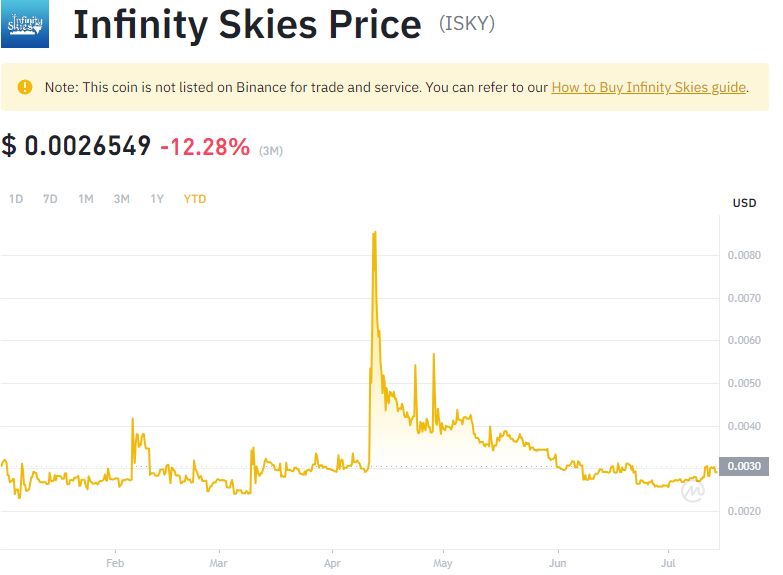 Infinity Skies
Infinity Skies Price (ISKY)
Note: This coin is not listed on Binance for trade and service. You can refer to our How to Buy Infinity Skies guide.
$ 0.0026549 -12.28% (3M)
1D 7D 1M 3M 1Y YTD
USD
0.0080
0.0070
0.0060
0.0050
0.0040
0.0030
0.0020
Feb Mar Apr May Jun Jul